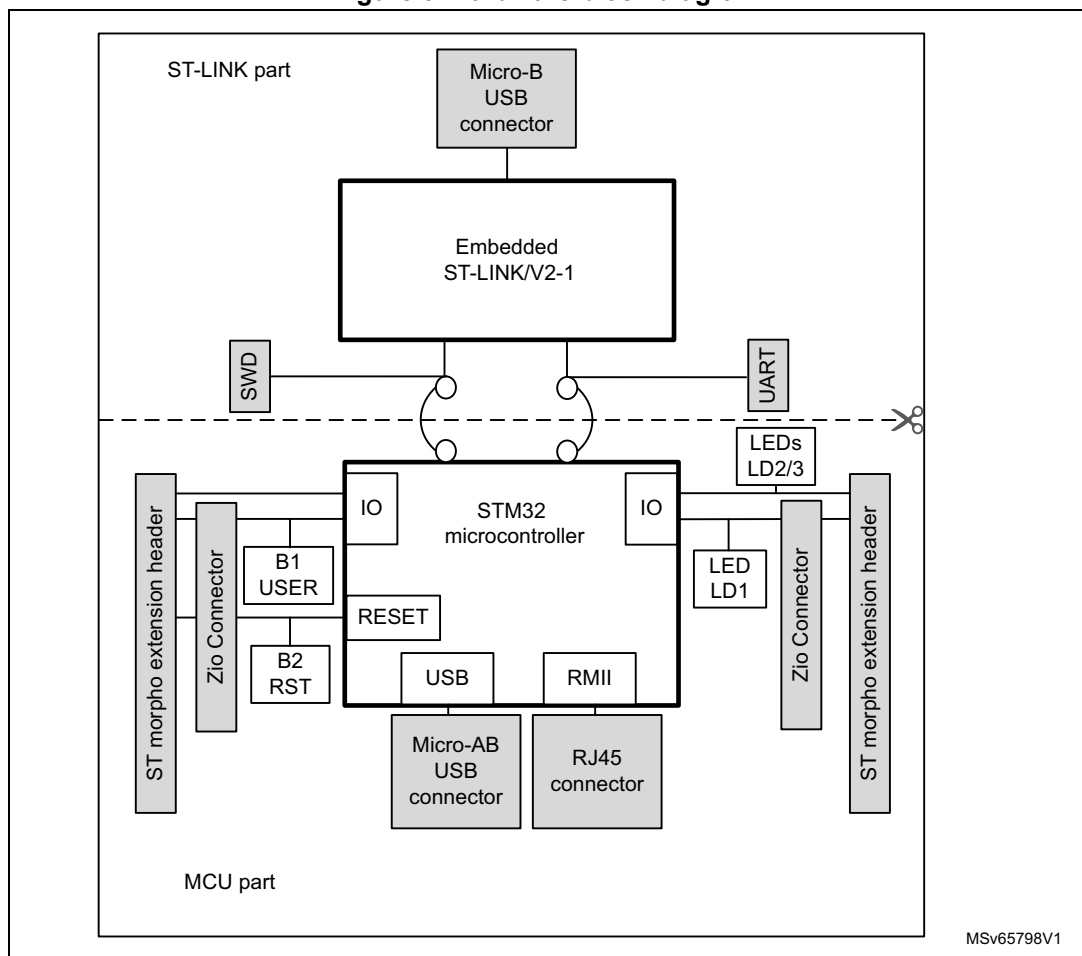 ST-LINK part
Micro-B
USB
connector
Embedded
ST-LINK/V2-1
SWD
UART
LEDs
LD2/3
IO
STM32
microcontroller
IO
B1
USER
LED
LD1
RESET
B2
RST
ST morpho extension header
Zio Connector
Zio Connector
ST morpho extension header
USB
RMII
Micro-AB
USB
connector
RJ45
connector
MCU part
MSv65798V1